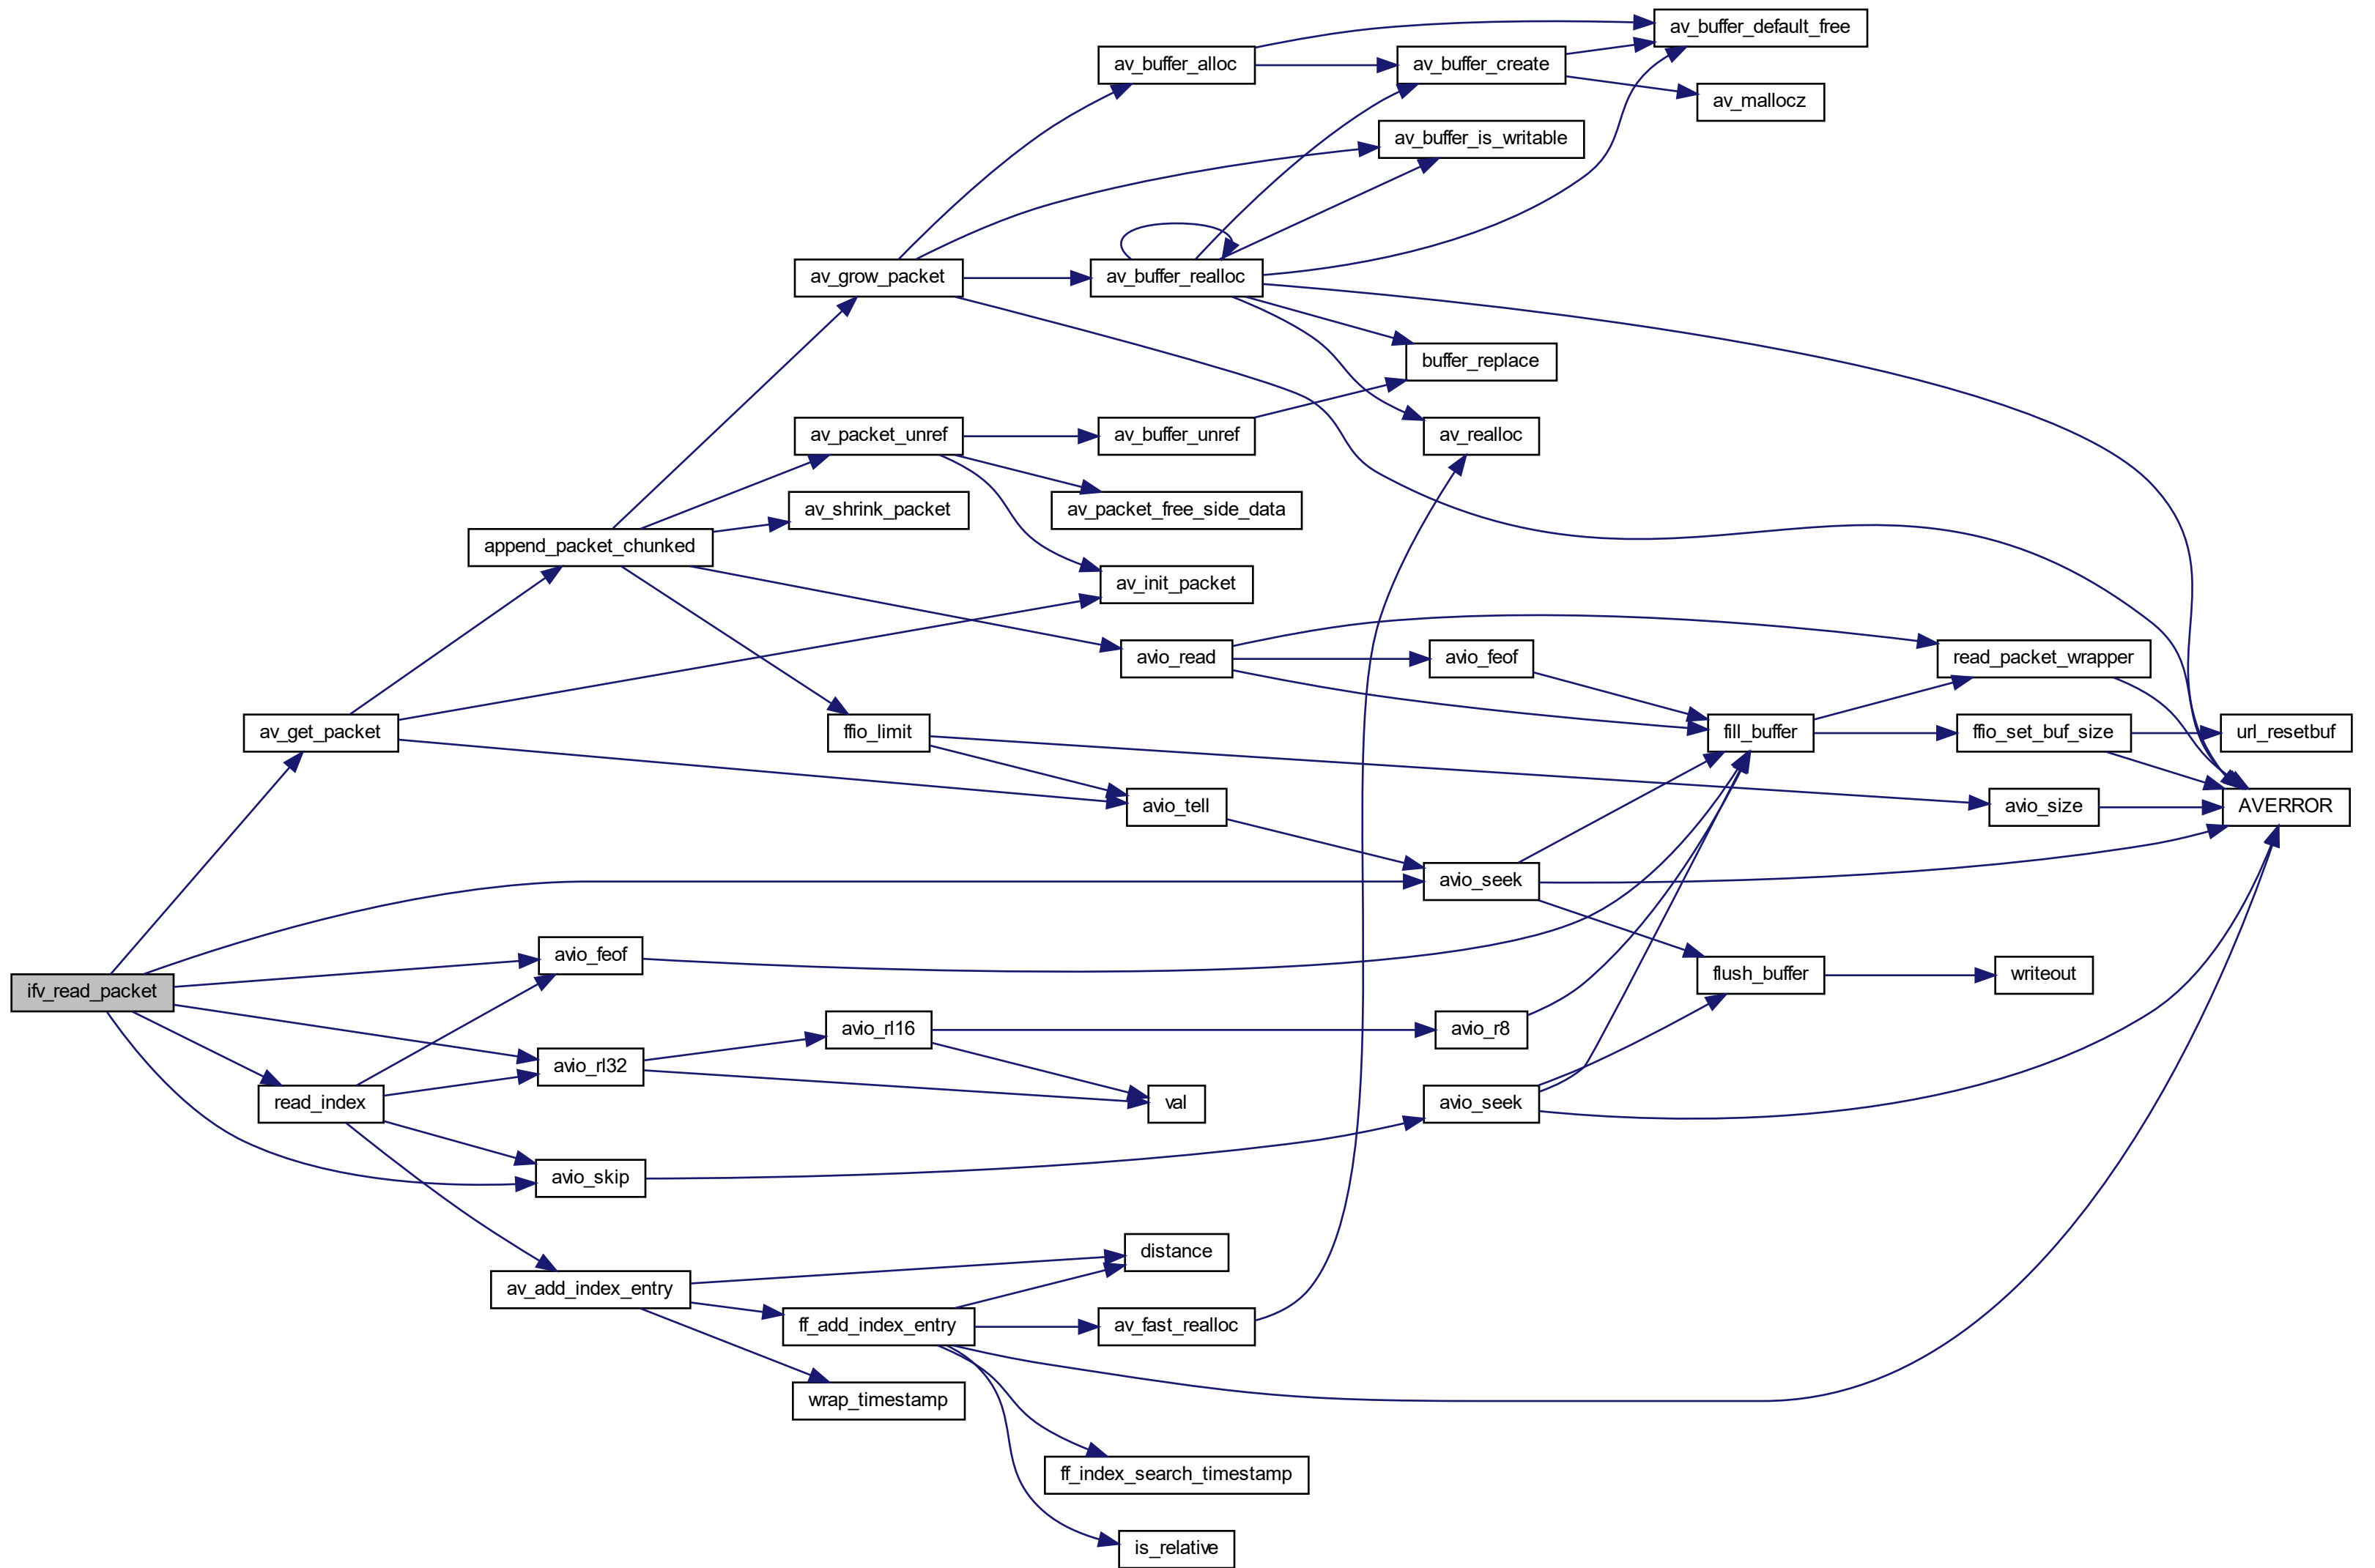 av_buffer_default_free
av_buffer_alloc
av_buffer_create
av_mallocz
av_buffer_is_writable
av_grow_packet
av_buffer_realloc
buffer_replace
av_packet_unref
av_buffer_unref
av_realloc
av_shrink_packet
av_packet_free_side_data
append_packet_chunked
av_init_packet
avio_read
avio_feof
read_packet_wrapper
av_get_packet
ffio_limit
fill_buffer
ffio_set_buf_size
url_resetbuf
avio_tell
avio_size
AVERROR
avio_seek
avio_feof
flush_buffer
writeout
ifv_read_packet
avio_rl16
avio_r8
avio_rl32
read_index
val
avio_seek
avio_skip
distance
av_add_index_entry
ff_add_index_entry
av_fast_realloc
wrap_timestamp
ff_index_search_timestamp
is_relative